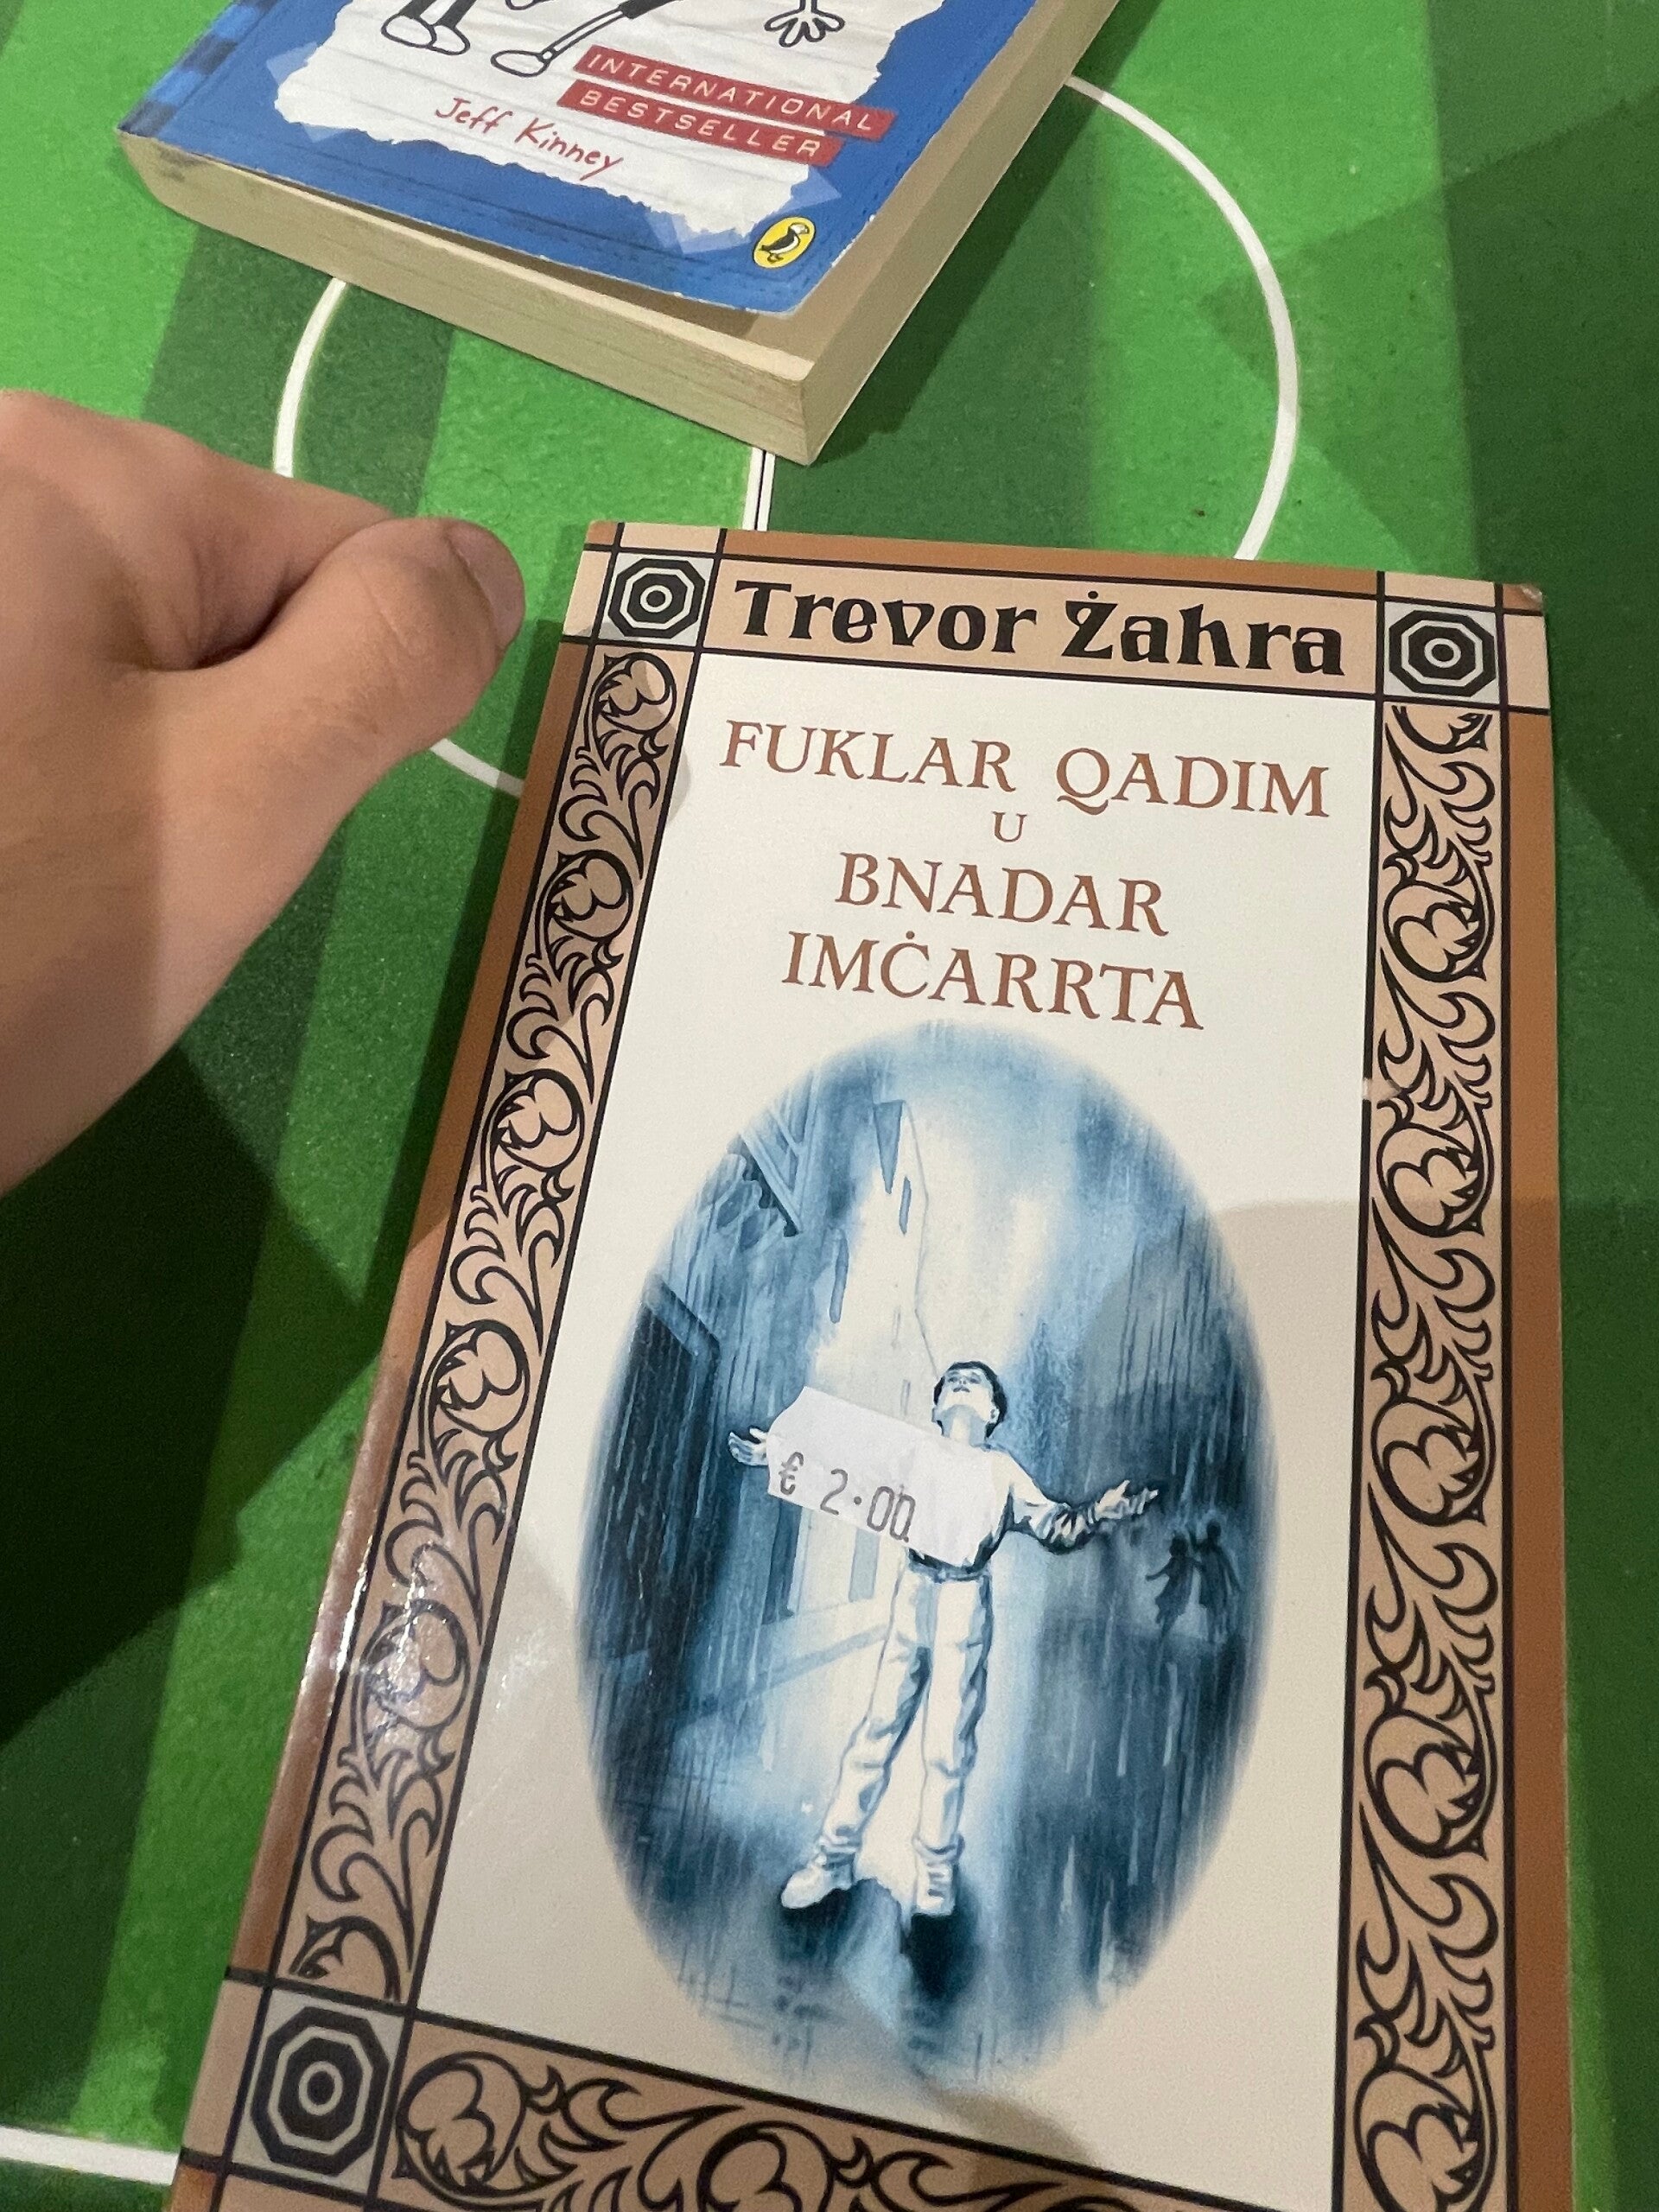 INTERNATIONAL
BESTSELLER
Jeff Kinney
Trevor Żahra
FUKLAR QADIM
U
BNADAR
IMĊARRTA
€ 2.00